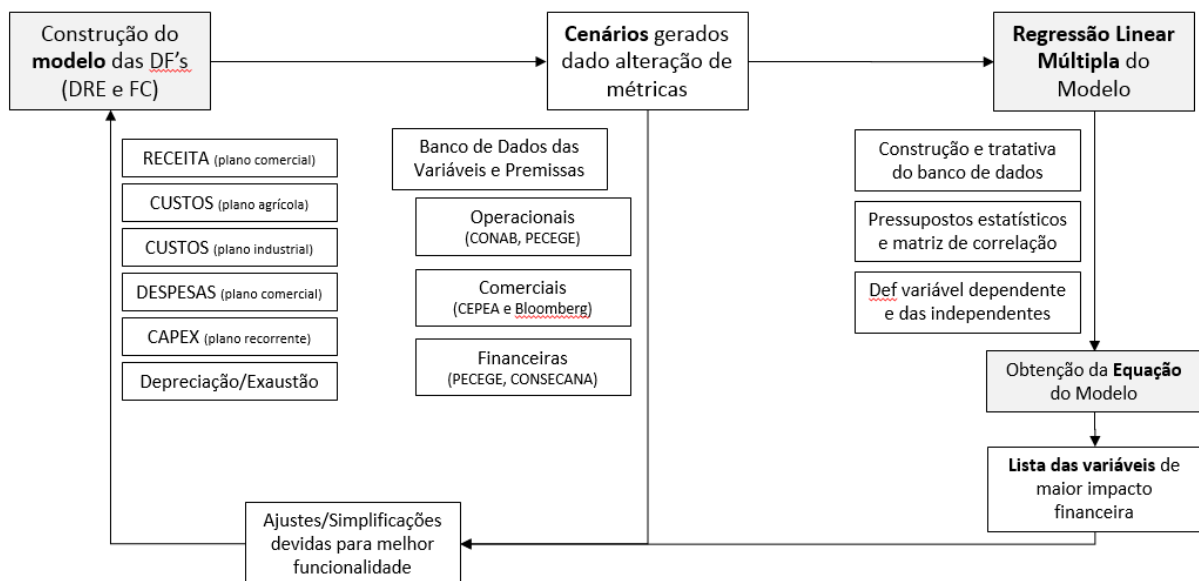 Construção do
modelo das DF’s
(DRE e FC)
Cenários gerados
dado alteração de
métricas
Regressão Linear
Múltipla do
Modelo
RECEITA (plano comercial)
CUSTOS (plano agrícola)
CUSTOS (plano industrial)
DESPESAS (plano comercial)
CAPEX (plano recorrente)
Depreciação/Exaustão
Banco de Dados das
Variáveis e Premissas
Operacionais
(CONAB, PECEGE)
Comerciais
(CEPEA e Bloomberg)
Financeiras
(PECEGE, CONSECANA)
Construção e tratativa
do banco de dados
Pressupostos estatísticos
e matriz de correlação
Def variável dependente
e das independentes
Obtenção da Equação
do Modelo
Lista das variáveis de
maior impacto
financeira
Ajustes/Simplificações
devidas para melhor
funcionalidade